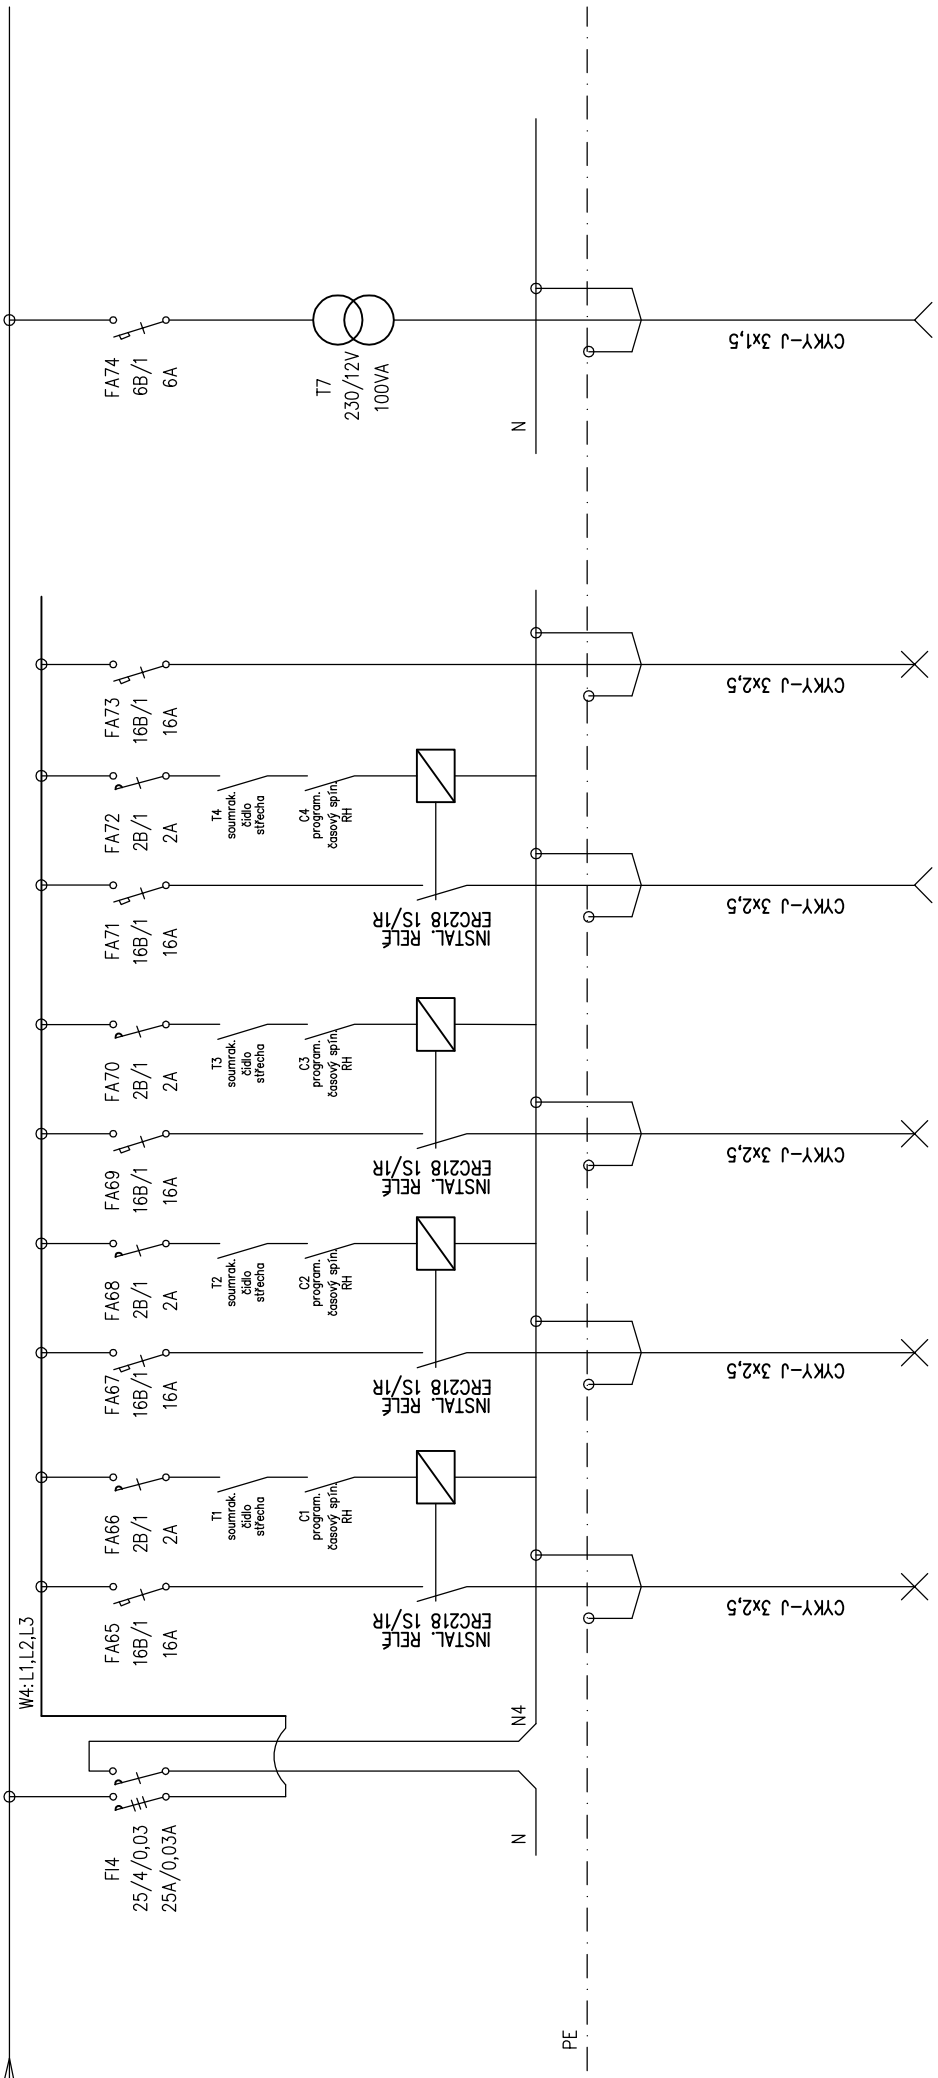 FI4
25/4/0,03
25A/0,03A
W4:L1,L2,L3
N
N4
PE
FA65
16B/1
16A
INSTAL. RELÉ
ERC218 1S/1R
CYKY-J 3x2,5
FA66
2B/1
2A
T1
soumrak.
čidlo
střecha
C1
program.
časový spín.
RH
FA67
16B/1
16A
INSTAL. RELÉ
ERC218 1S/1R
CYKY-J 3x2,5
FA68
2B/1
2A
T2
soumrak.
čidlo
střecha
C2
program.
časový spín.
RH
FA69
16B/1
16A
INSTAL. RELÉ
ERC218 1S/1R
CYKY-J 3x2,5
FA70
2B/1
2A
T3
soumrak.
čidlo
střecha
C3
program.
časový spín.
RH
FA71
16B/1
16A
INSTAL. RELÉ
ERC218 1S/1R
CYKY-J 3x2,5
FA72
2B/1
2A
T4
soumrak.
čidlo
střecha
C4
program.
časový spín.
RH
FA73
16B/1
16A
CYKY-J 3x2,5
FA74
6B/1
6A
T7
230/12V
100VA
N
CYKY-J 3x1,5